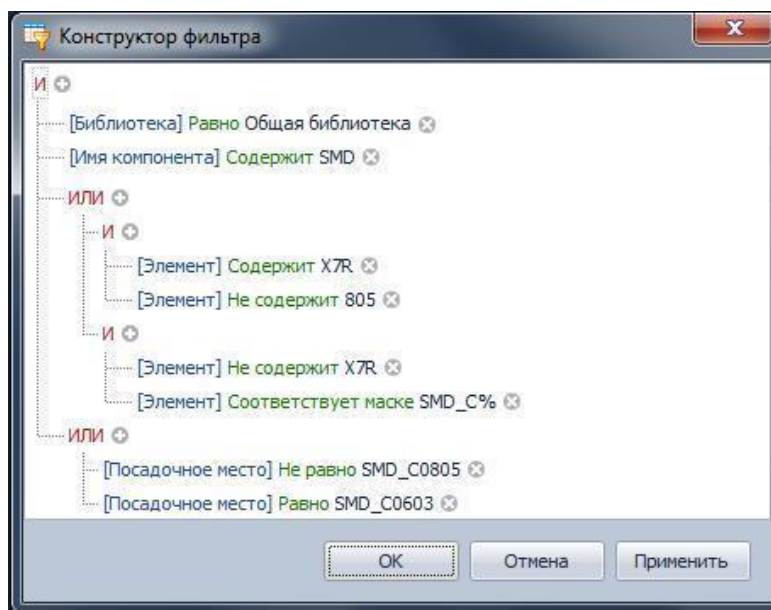 Конструктор фильтра
И
[Библиотека] Равно Общая библиотека
[Имя компонента] Содержит SMD
ИЛИ
И
[Элемент] Содержит X7R
[Элемент] Не содержит 805
И
[Элемент] Не содержит X7R
[Элемент] Соответствует маске SMD_C%
ИЛИ
[Посадочное место] Не равно SMD_C0805
[Посадочное место] Равно SMD_C0603
OK Отмена Применить